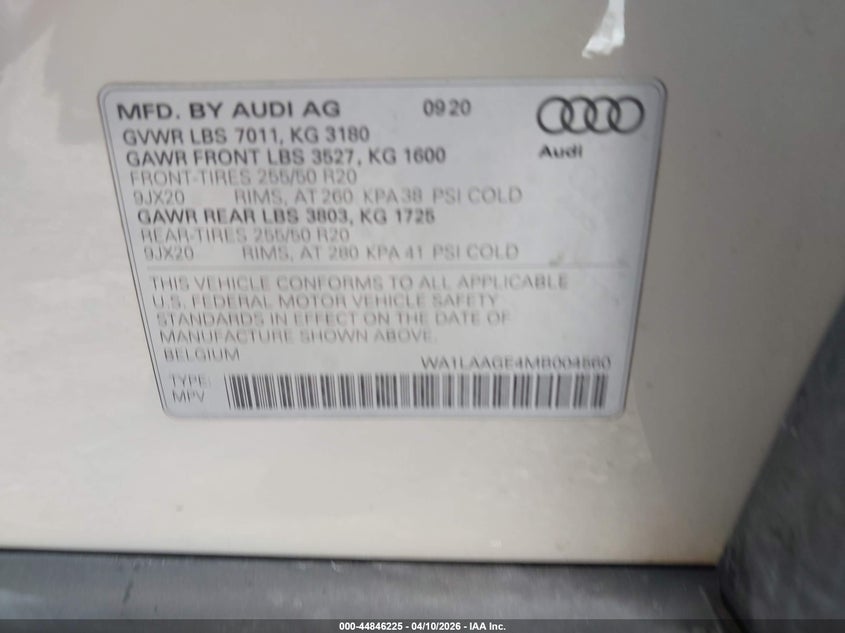 MFD. BY AUDI AG 09 20
GVWR LBS 7011, KG 3180
GAWR FRONT LBS 3527, KG 1600
FRONT-TIRES 255/50 R20
9JX20 RIMS, AT 260 KPA 38 PSI COLD
GAWR REAR LBS 3803, KG 1725
REAR-TIRES 255/50 R20
9JX20 RIMS, AT 280 KPA 41 PSI COLD
Audi
THIS VEHICLE CONFORMS TO ALL APPLICABLE
U.S. FEDERAL MOTOR VEHICLE SAFETY
STANDARDS IN EFFECT ON THE DATE OF
MANUFACTURE SHOWN ABOVE.
BELGIUM WA1LAAGE4MB004560
TYPE:
MPV
000-44846225 - 04/10/2026 - IAA Inc.